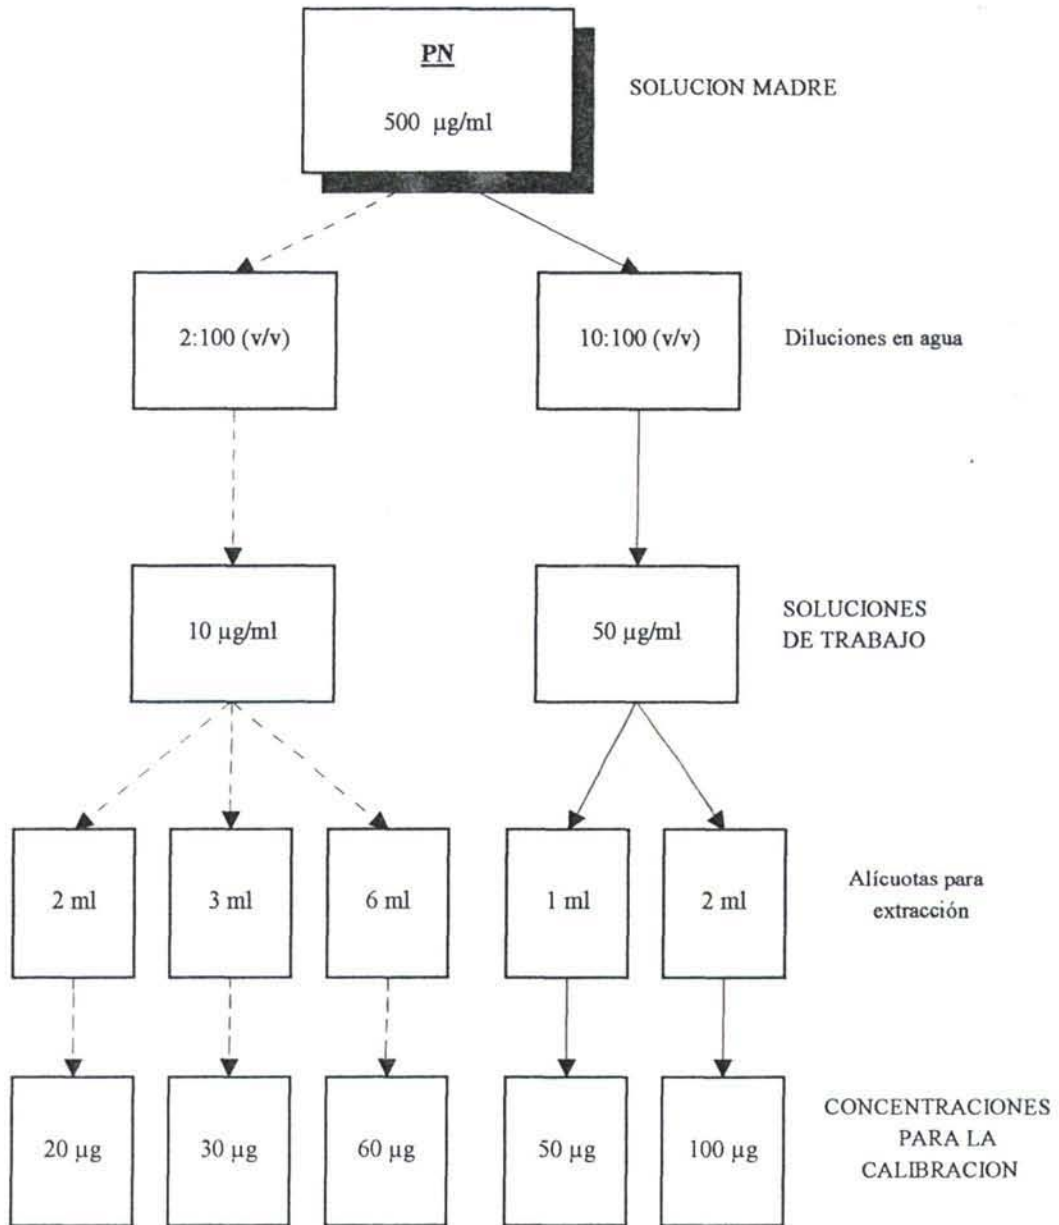 PN
500 µg/ml
SOLUCION MADRE
2:100 (v/v)
10:100 (v/v)
Diluciones en agua
10 µg/ml
50 µg/ml
SOLUCIONES
DE TRABAJO
2 ml
3 ml
6 ml
1 ml
2 ml
Alícuotas para
extracción
20 µg
30 µg
60 µg
50 µg
100 µg
CONCENTRACIONES
PARA LA
CALIBRACION